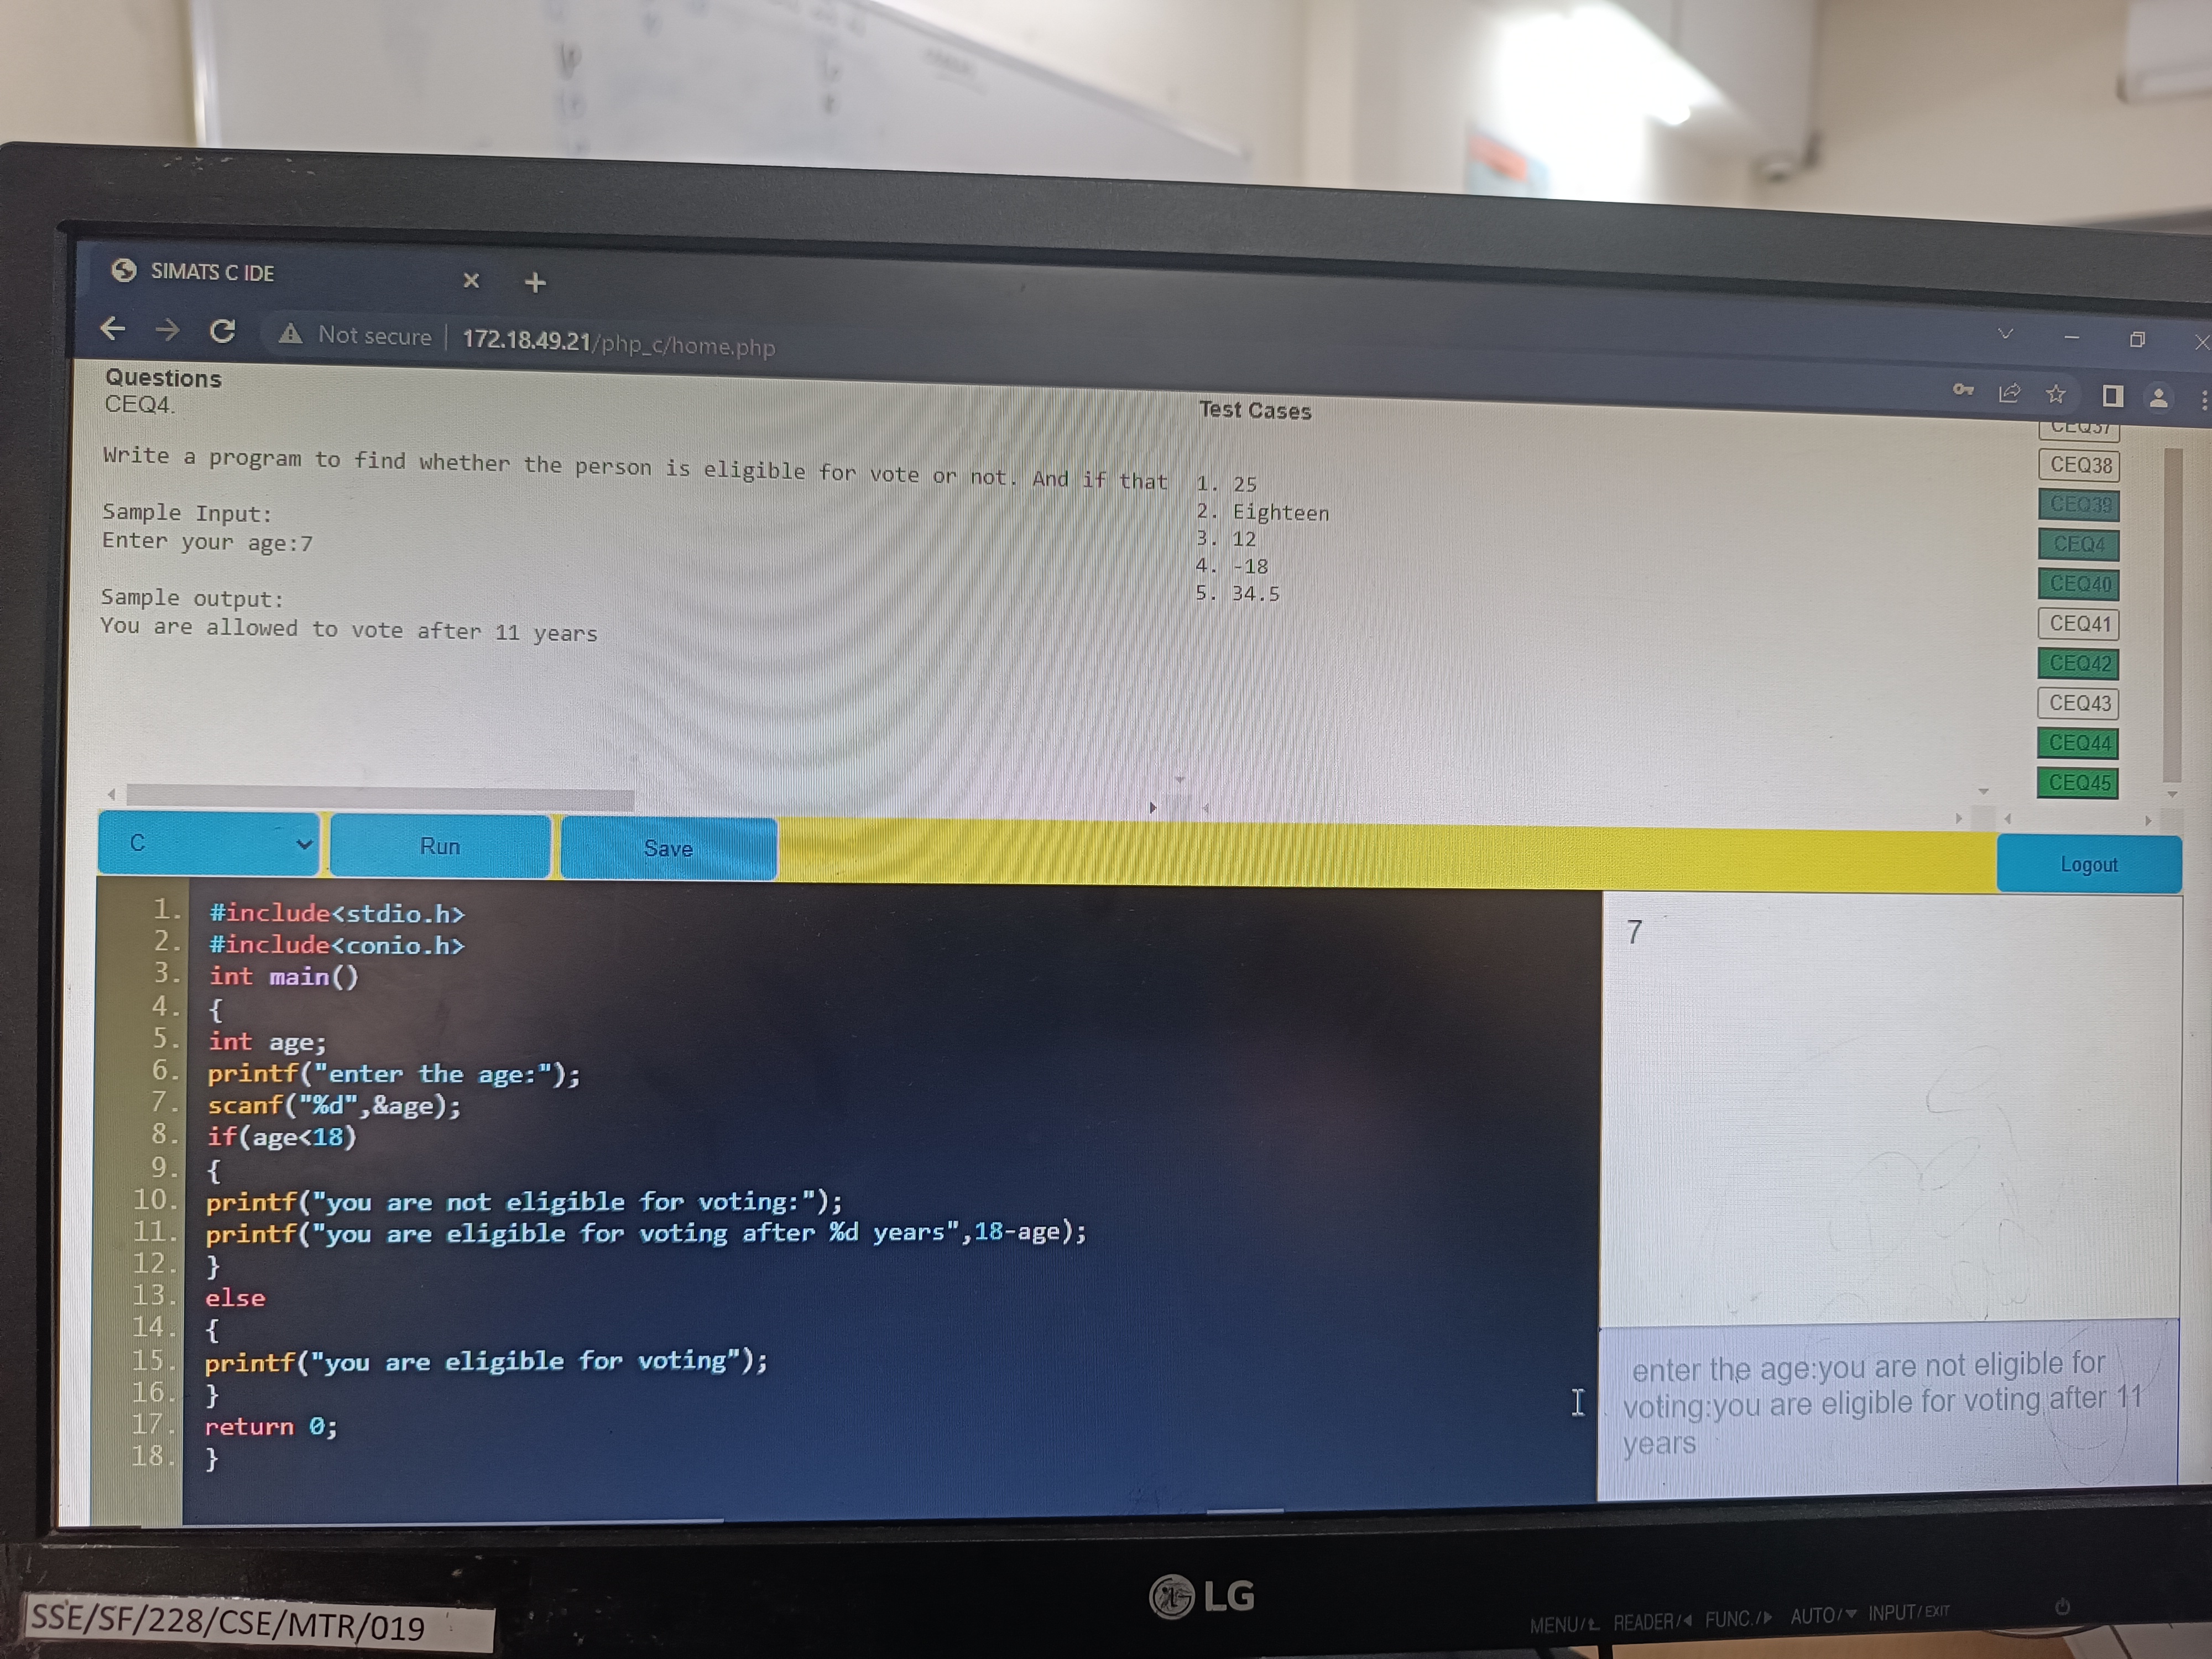 SIMATS C IDE
Not secure | 172.18.49.21/php_c/home.php
Questions
CEQ4.
Write a program to find whether the person is eligible for vote or not. And if that
Sample Input:
Enter your age:7
Sample output:
You are allowed to vote after 11 years
Test Cases
1. 25
2. Eighteen
3. 12
4. -18
5. 34.5
CEQ37
CEQ38
CEQ39
CEQ4
CEQ40
CEQ41
CEQ42
CEQ43
CEQ44
CEQ45
C
Run
Save
Logout
1. #include<stdio.h>
2. #include<conio.h>
3. int main()
4. {
5. int age;
6. printf("enter the age:");
7. scanf("%d",&age);
8. if(age<18)
9. {
10. printf("you are not eligible for voting:");
11. printf("you are eligible for voting after %d years",18-age);
12. }
13. else
14. {
15. printf("you are eligible for voting");
16. }
17. return 0;
18. }
7
enter the age:you are not eligible for
voting:you are eligible for voting after 11
years
LG
MENU/ READER/ FUNC./ AUTO/ INPUT/EXIT
SSE/SF/228/CSE/MTR/019